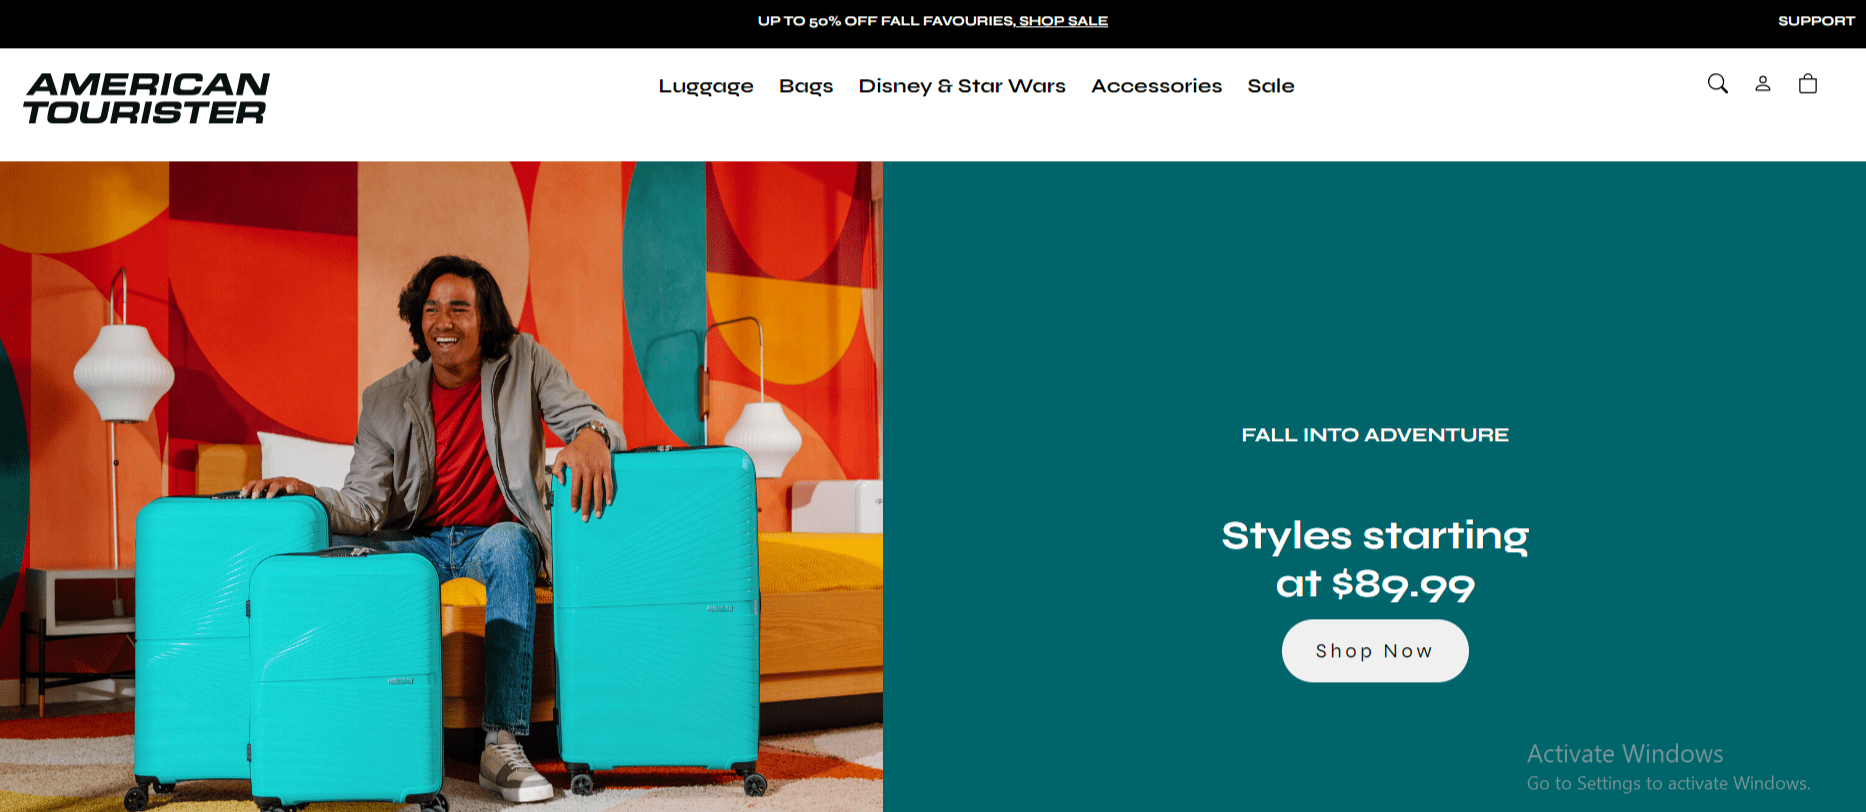 UP TO 50% OFF FALL FAVOURIES, SHOP SALE
SUPPORT
AMERICAN
TOURISTER
Luggage Bags Disney & Star Wars Accessories Sale
FALL INTO ADVENTURE
Styles starting
at $89.99
Shop Now
Activate Windows
Go to Settings to activate Windows.